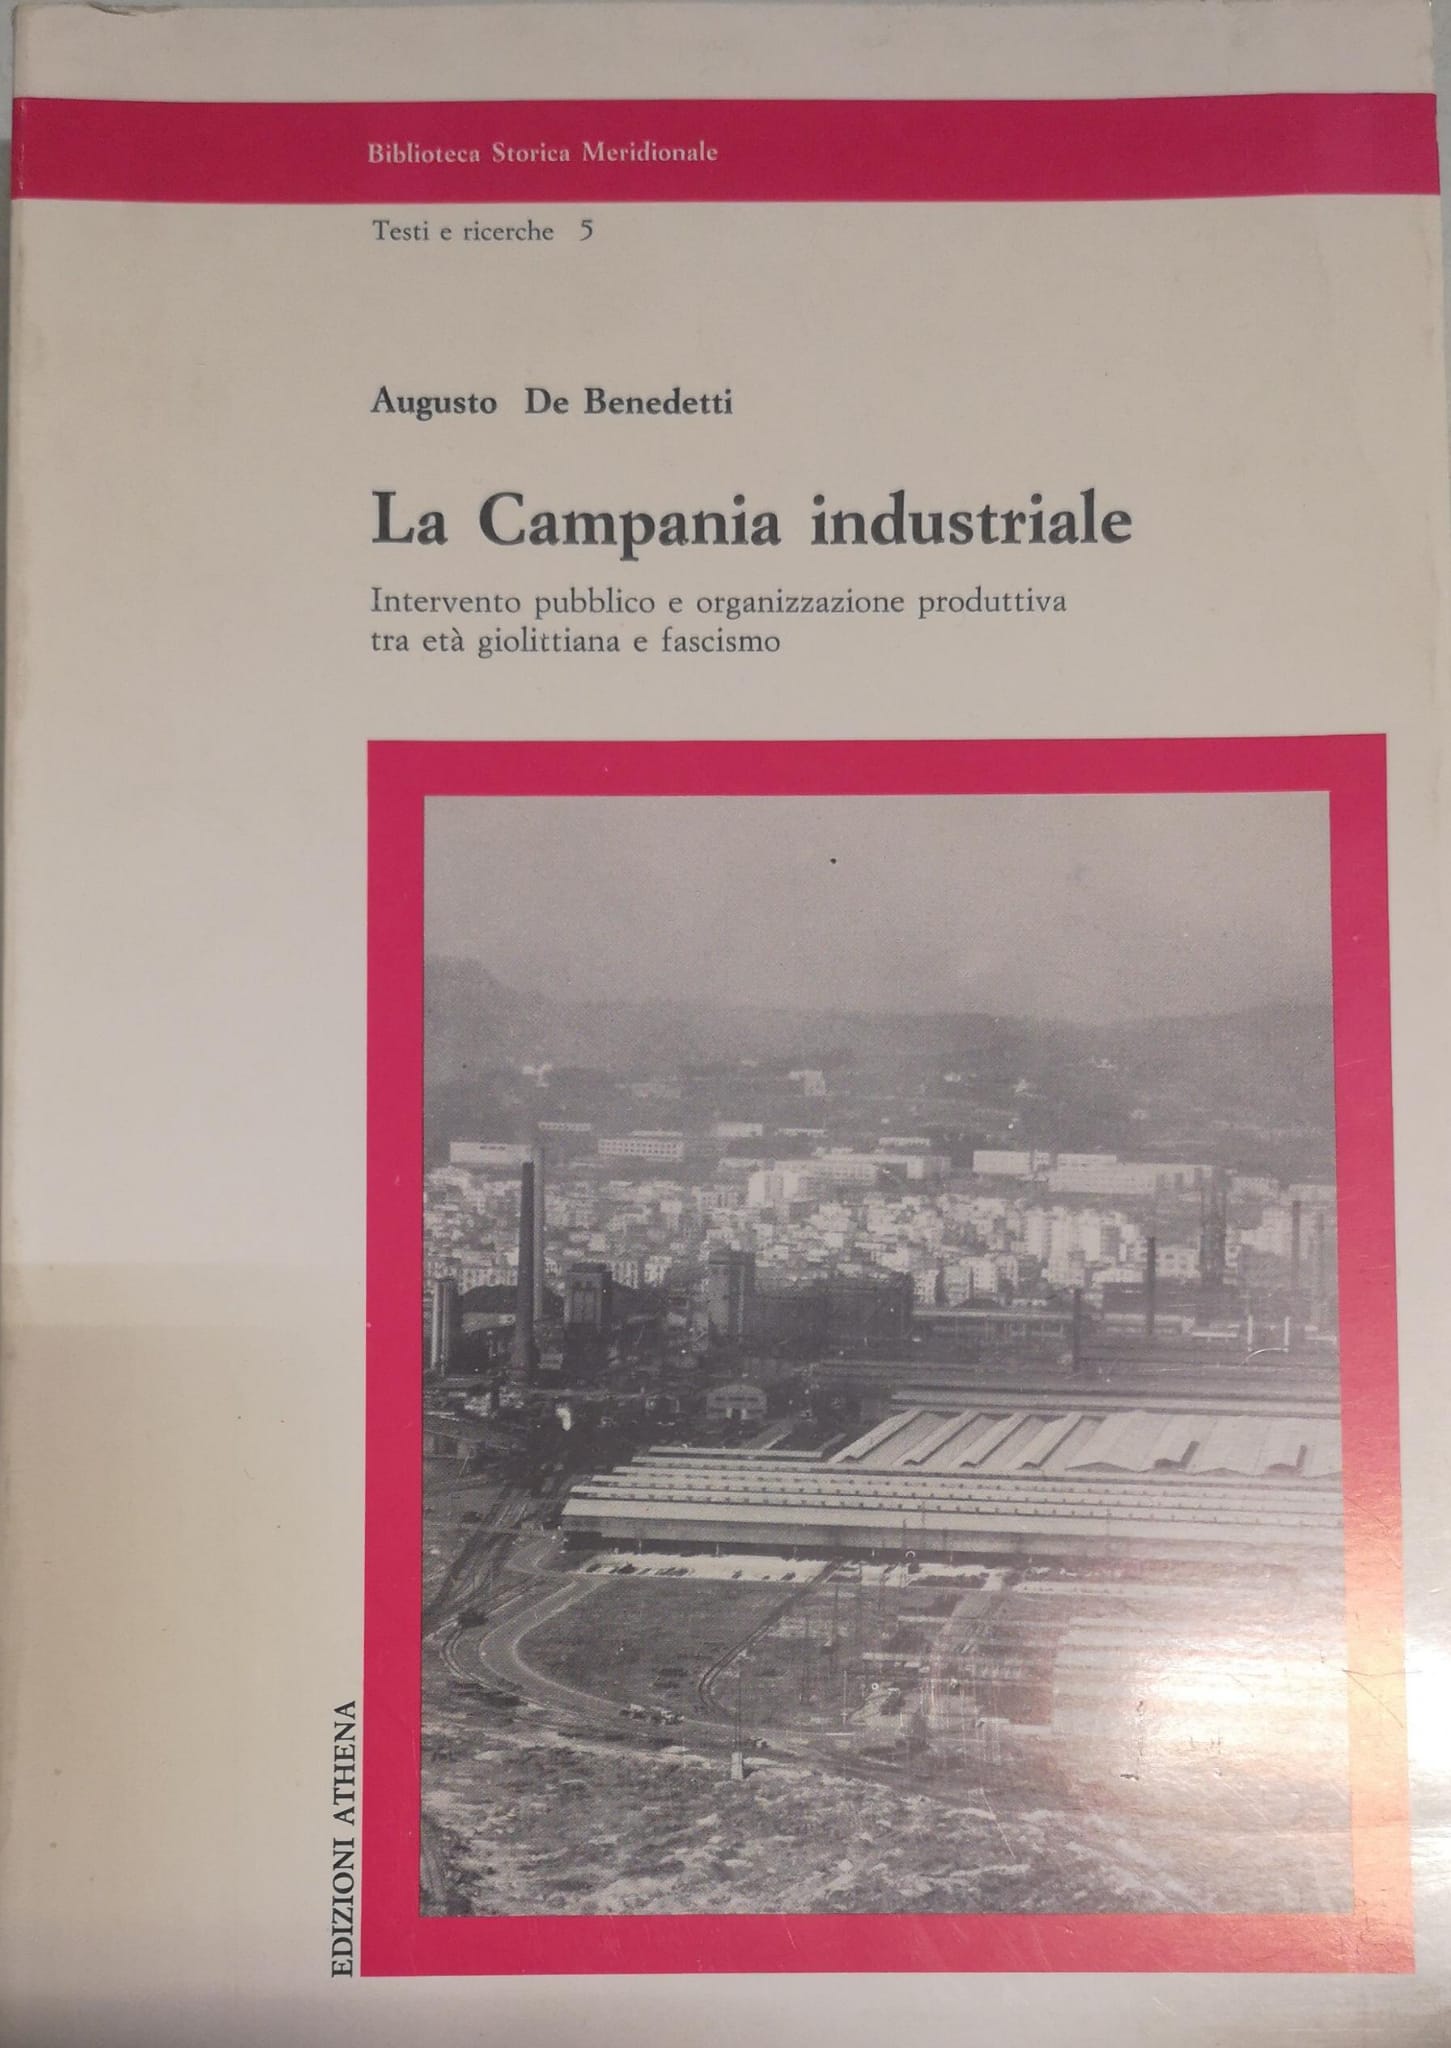 Biblioteca Storica Meridionale
Testi e ricerche 5
Augusto De Benedetti
La Campania industriale
Intervento pubblico e organizzazione produttiva
tra età giolittiana e fascismo
EDIZIONI ATHENA